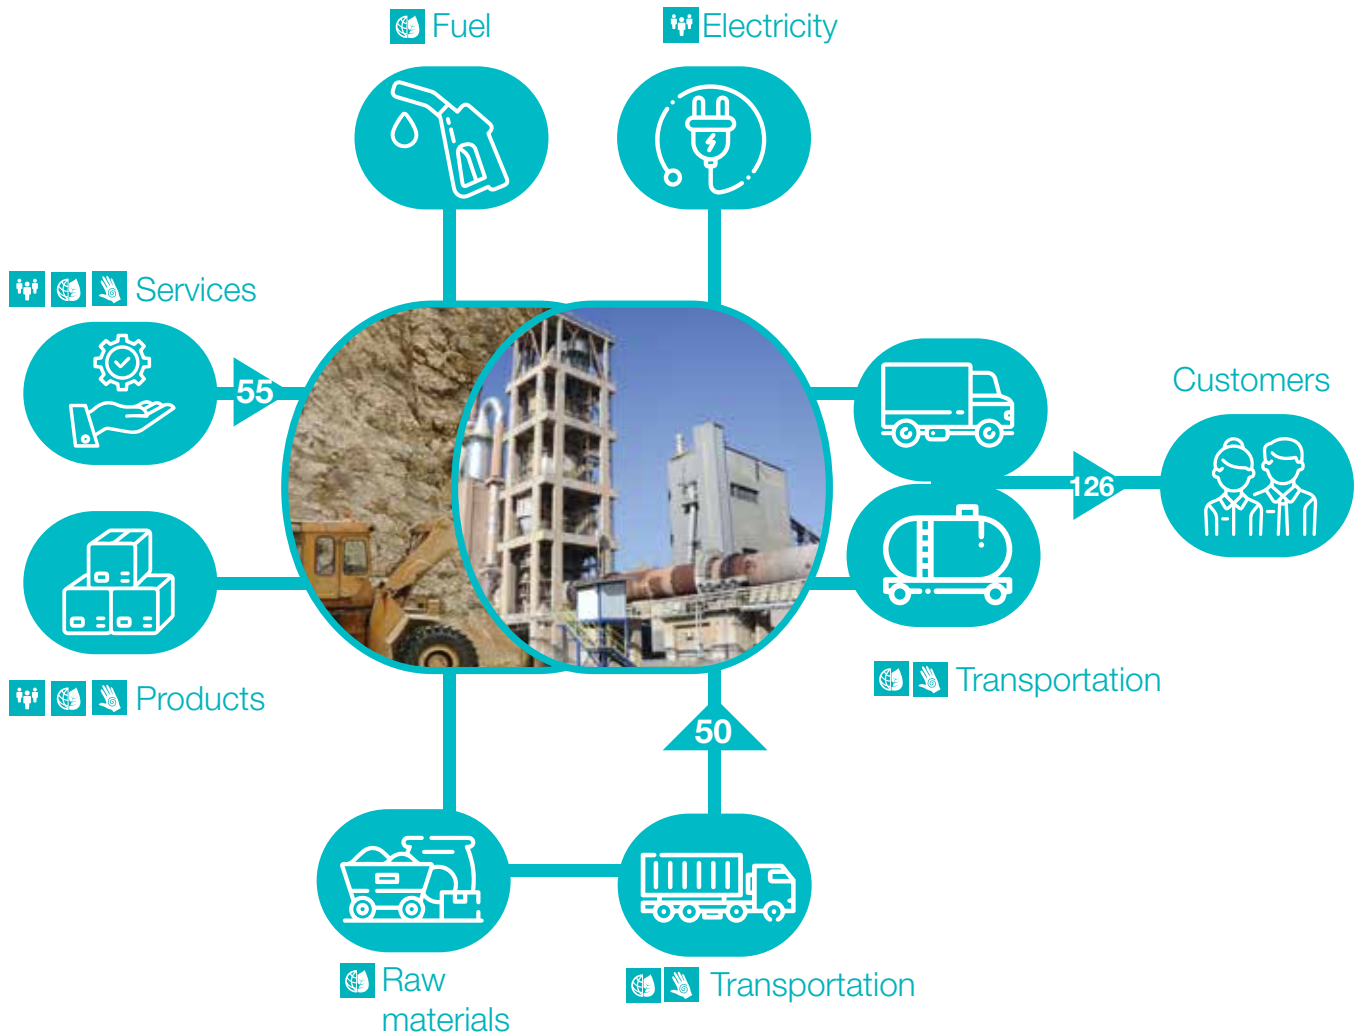 Fuel
Electricity
Services
55
Customers
126
Products
Transportation
50
Raw
materials
Transportation